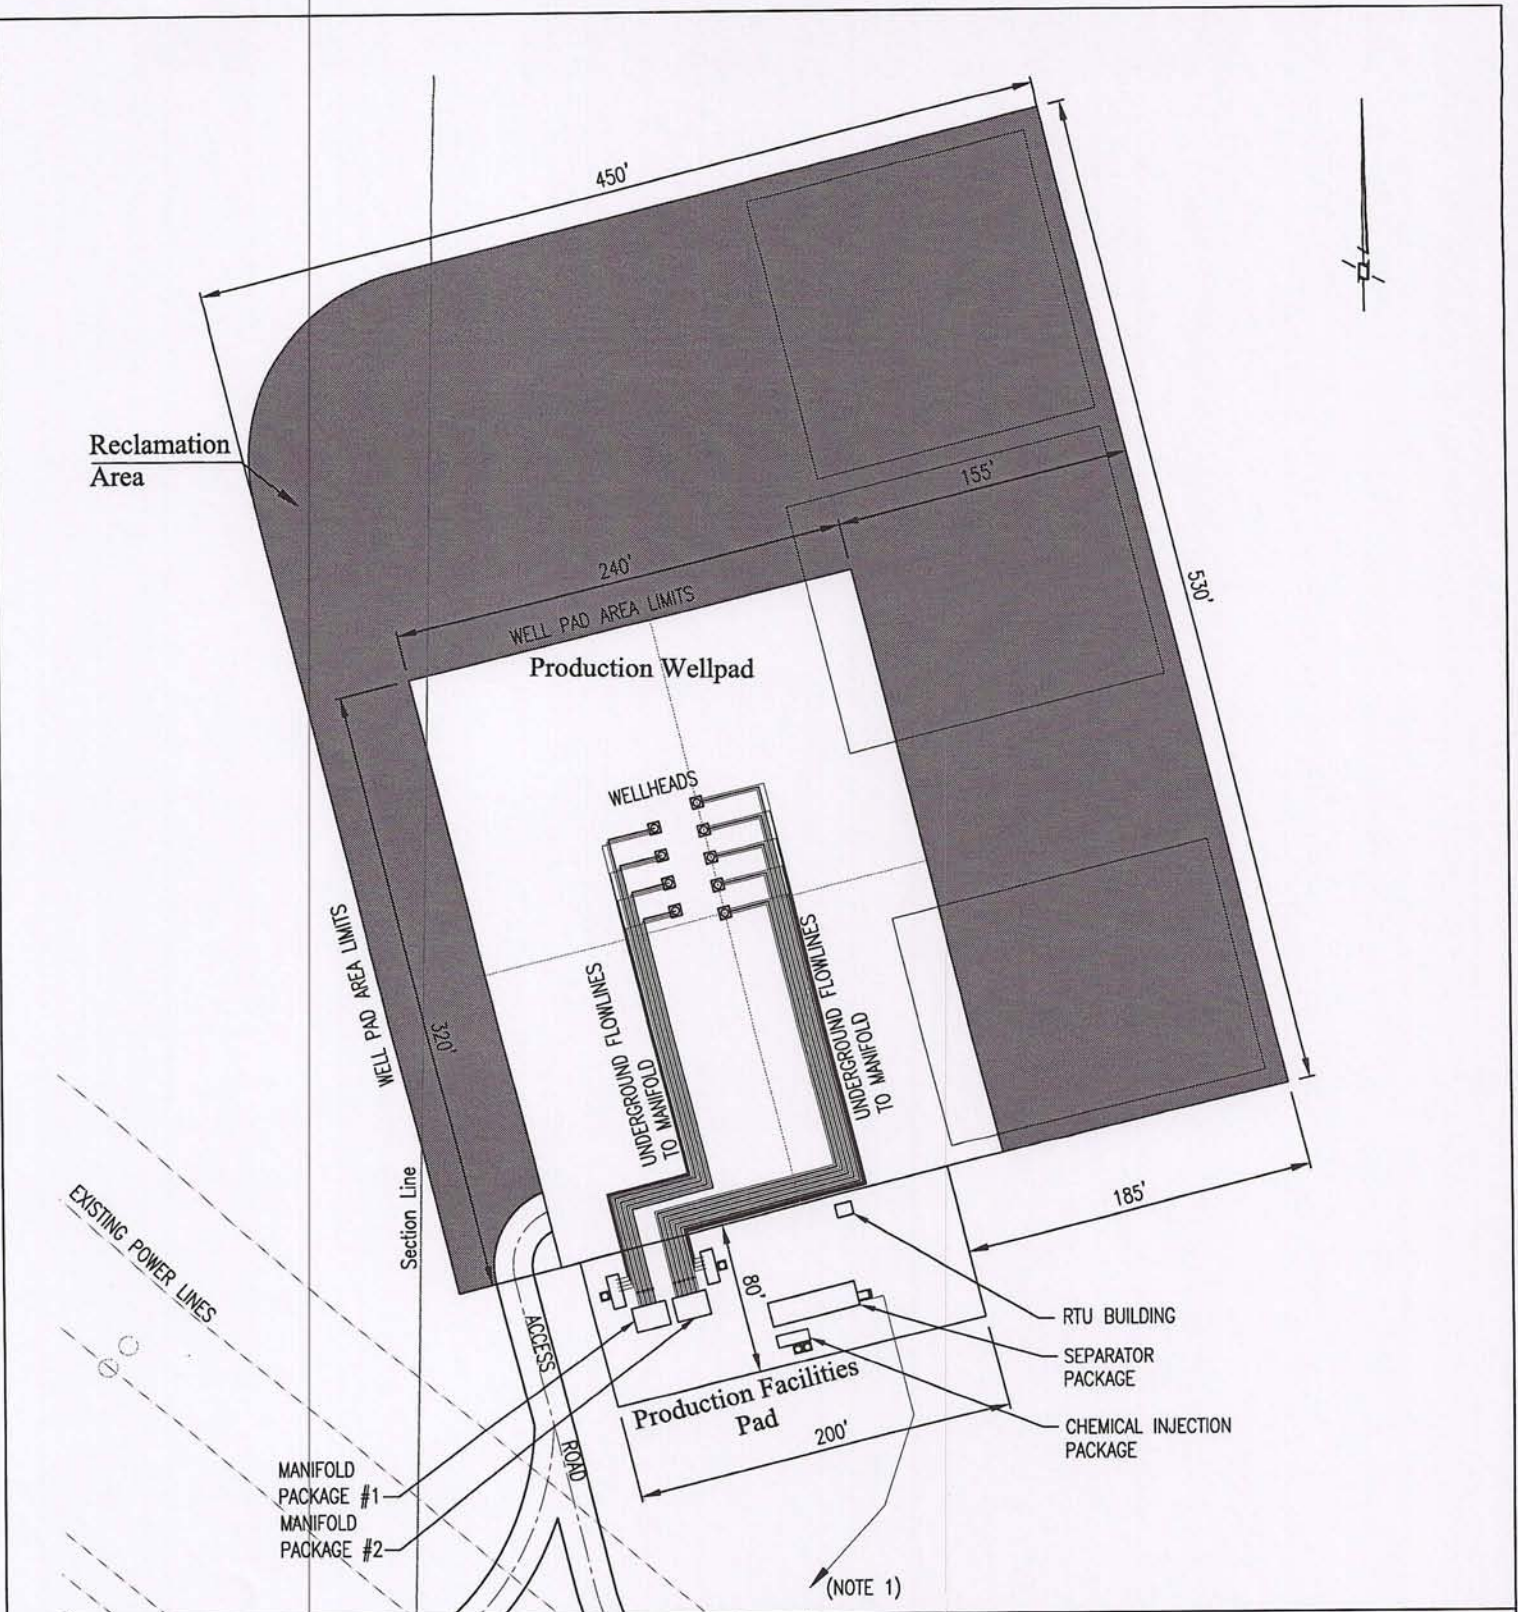 450'
Reclamation
Area
155'
240'
530'
WELL PAD AREA LIMITS
Production Wellpad
WELLHEADS
WELL PAD AREA LIMITS
320'
UNDERGROUND FLOWLINES
TO MANIFOLD
UNDERGROUND FLOWLINES
TO MANIFOLD
EXISTING POWER LINES
Section Line
185'
80'
RTU BUILDING
ACCESS
ROAD
SEPARATOR
PACKAGE
Production Facilities
Pad
200'
CHEMICAL INJECTION
PACKAGE
MANIFOLD
PACKAGE #1
MANIFOLD
PACKAGE #2
(NOTE 1)